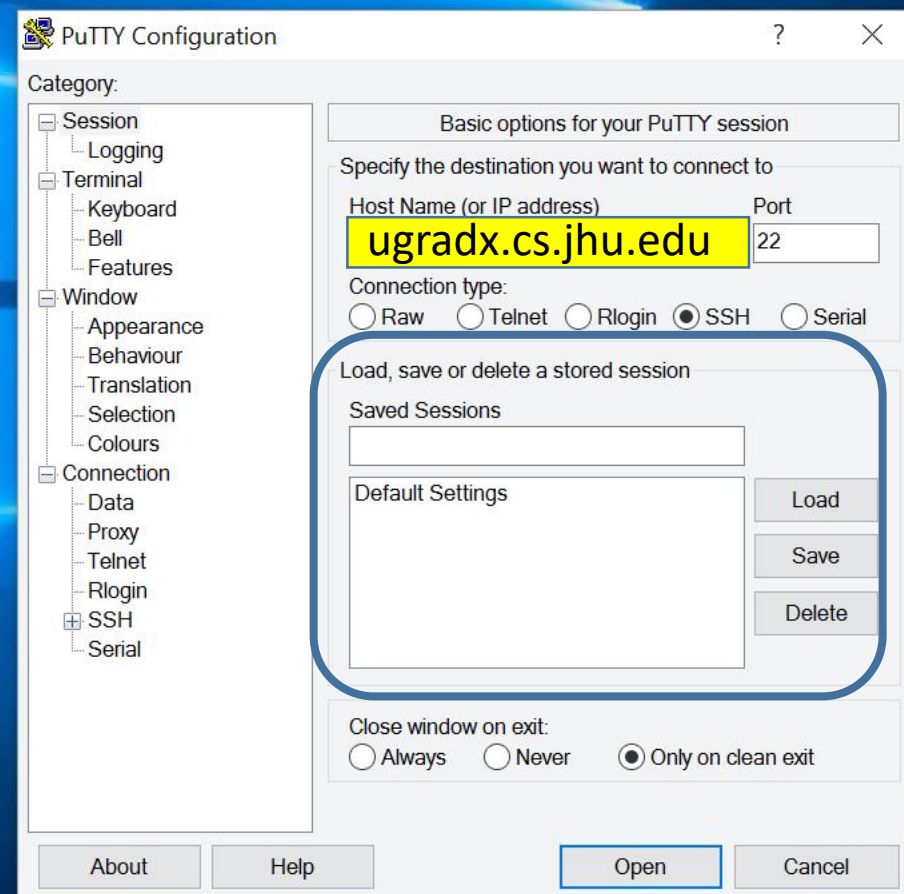 PuTTY Configuration
?
Category:
Session
Logging
Terminal
Keyboard
Bell
Features
Window
Appearance
Behaviour
Translation
Selection
Colours
Connection
Data
Proxy
Telnet
Rlogin
SSH
Serial
Basic options for your PuTTY session
Specify the destination you want to connect to
Host Name (or IP address) Port
ugradx.cs.jhu.edu 22
Connection type:
Raw Telnet Rlogin SSH Serial
Load, save or delete a stored session
Saved Sessions
Default Settings
Load
Save
Delete
Close window on exit:
Always Never Only on clean exit
About Help Open Cancel